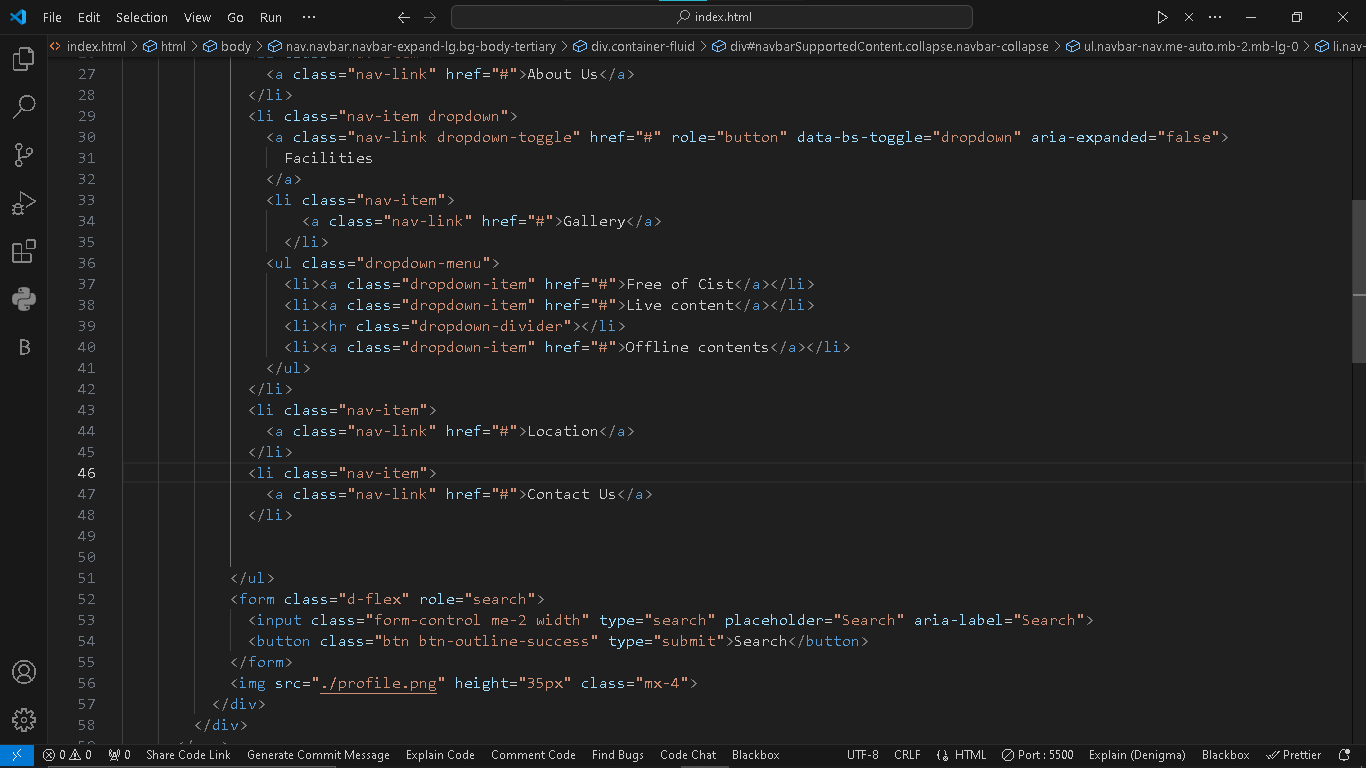 File Edit Selection View Go Run ··· index.html
index.html > html > body > nav.navbar.navbar-expand-lg.bg-body-tertiary > div.container-fluid > div#navbarSupportedContent.collapse.navbar-collapse > ul.navbar-nav.me-auto.mb-2.mb-lg-0 > li.nav-
27 <a class="nav-link" href="#">About Us</a>
28 </li>
29 <li class="nav-item dropdown">
30 <a class="nav-link dropdown-toggle" href="#" role="button" data-bs-toggle="dropdown" aria-expanded="false">
31 Facilities
32 </a>
33 <li class="nav-item">
34 <a class="nav-link" href="#">Gallery</a>
35 </li>
36 <ul class="dropdown-menu">
37 <li><a class="dropdown-item" href="#">Free of Cist</a></li>
38 <li><a class="dropdown-item" href="#">Live content</a></li>
39 <li><hr class="dropdown-divider"></li>
40 <li><a class="dropdown-item" href="#">Offline contents</a></li>
41 </ul>
42 </li>
43 <li class="nav-item">
44 <a class="nav-link" href="#">Location</a>
45 </li>
46 <li class="nav-item">
47 <a class="nav-link" href="#">Contact Us</a>
48 </li>
49
50
51 </ul>
52 <form class="d-flex" role="search">
53 <input class="form-control me-2 width" type="search" placeholder="Search" aria-label="Search">
54 <button class="btn btn-outline-success" type="submit">Search</button>
55 </form>
56 <img src="./profile.png" height="35px" class="mx-4">
57 </div>
58 </div>
0 0 0 Share Code Link Generate Commit Message Explain Code Comment Code Find Bugs Code Chat Blackbox UTF-8 CRLF HTML Port : 5500 Explain (Denigma) Blackbox Prettier